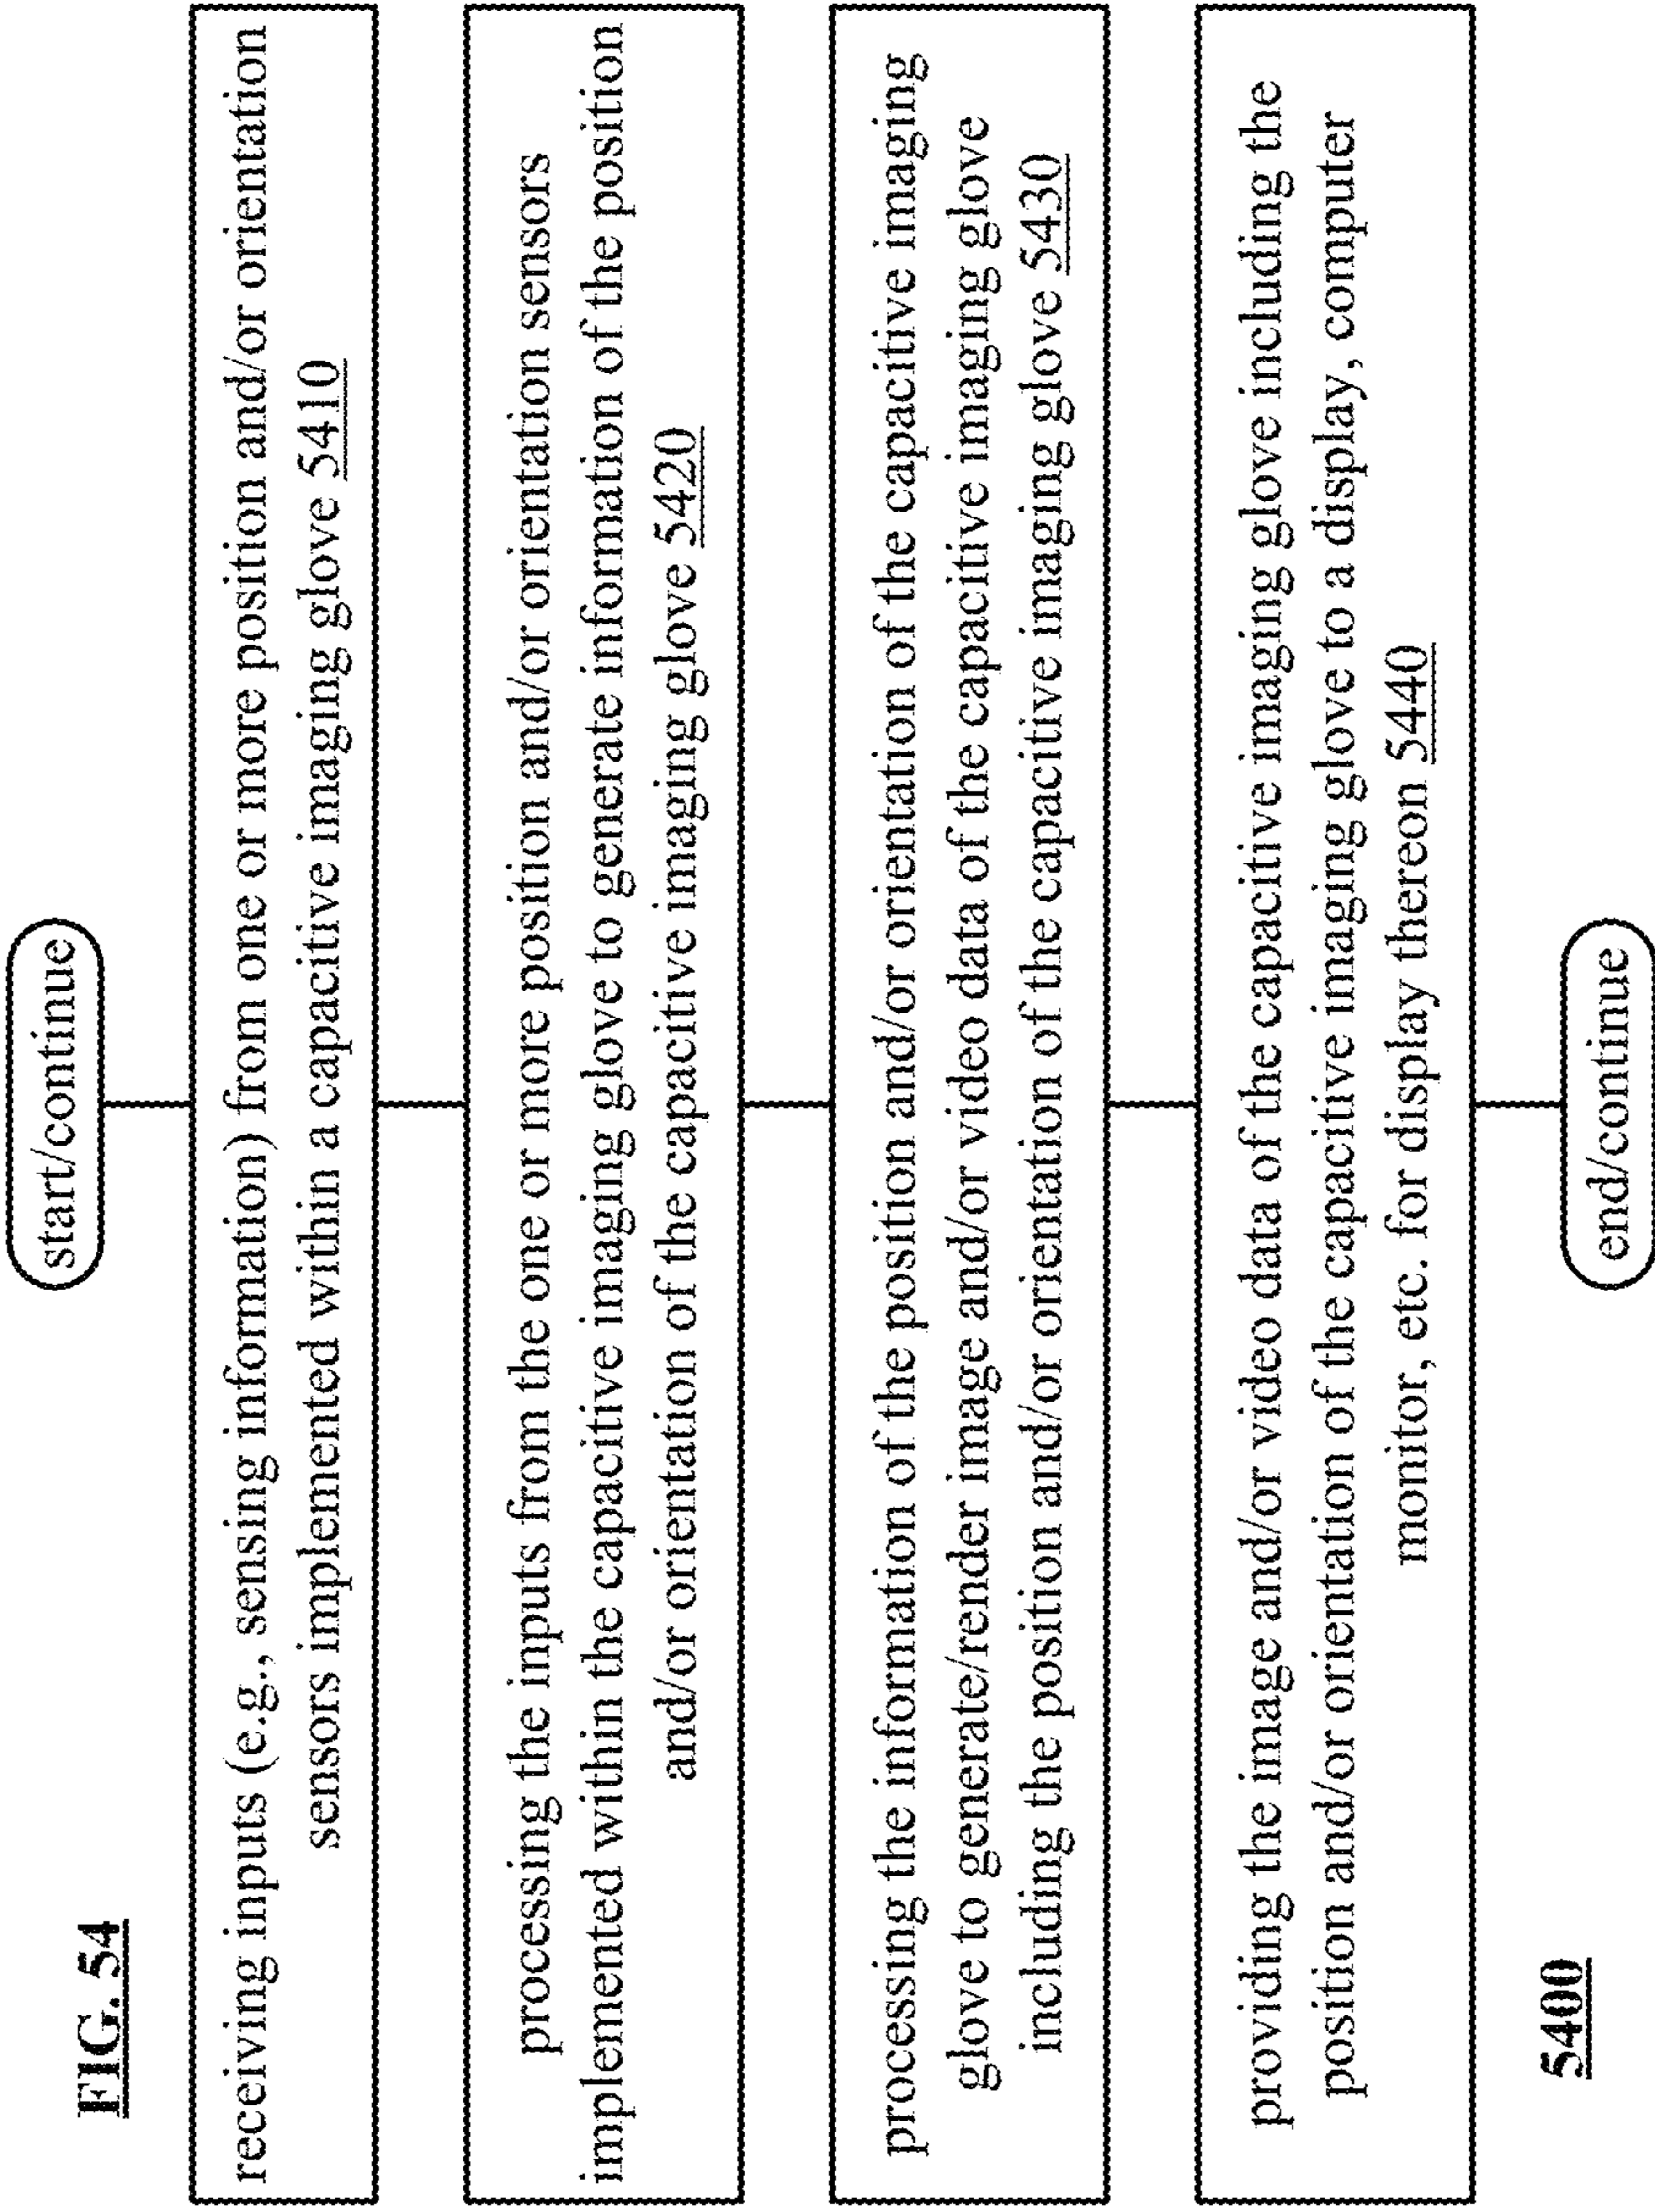 FIG. 54
start/continue
receiving inputs (e.g., sensing information) from one or more position and/or orientation
sensors implemented within a capacitive imaging glove 5410
processing the inputs from the one or more position and/or orientation sensors
implemented within the capacitive imaging glove to generate information of the position
and/or orientation of the capacitive imaging glove 5420
processing the information of the position and/or orientation of the capacitive imaging
glove to generate/render image and/or video data of the capacitive imaging glove
including the position and/or orientation of the capacitive imaging glove 5430
providing the image and/or video data of the capacitive imaging glove including the
position and/or orientation of the capacitive imaging glove to a display, computer
monitor, etc. for display thereon 5440
5400
end/continue